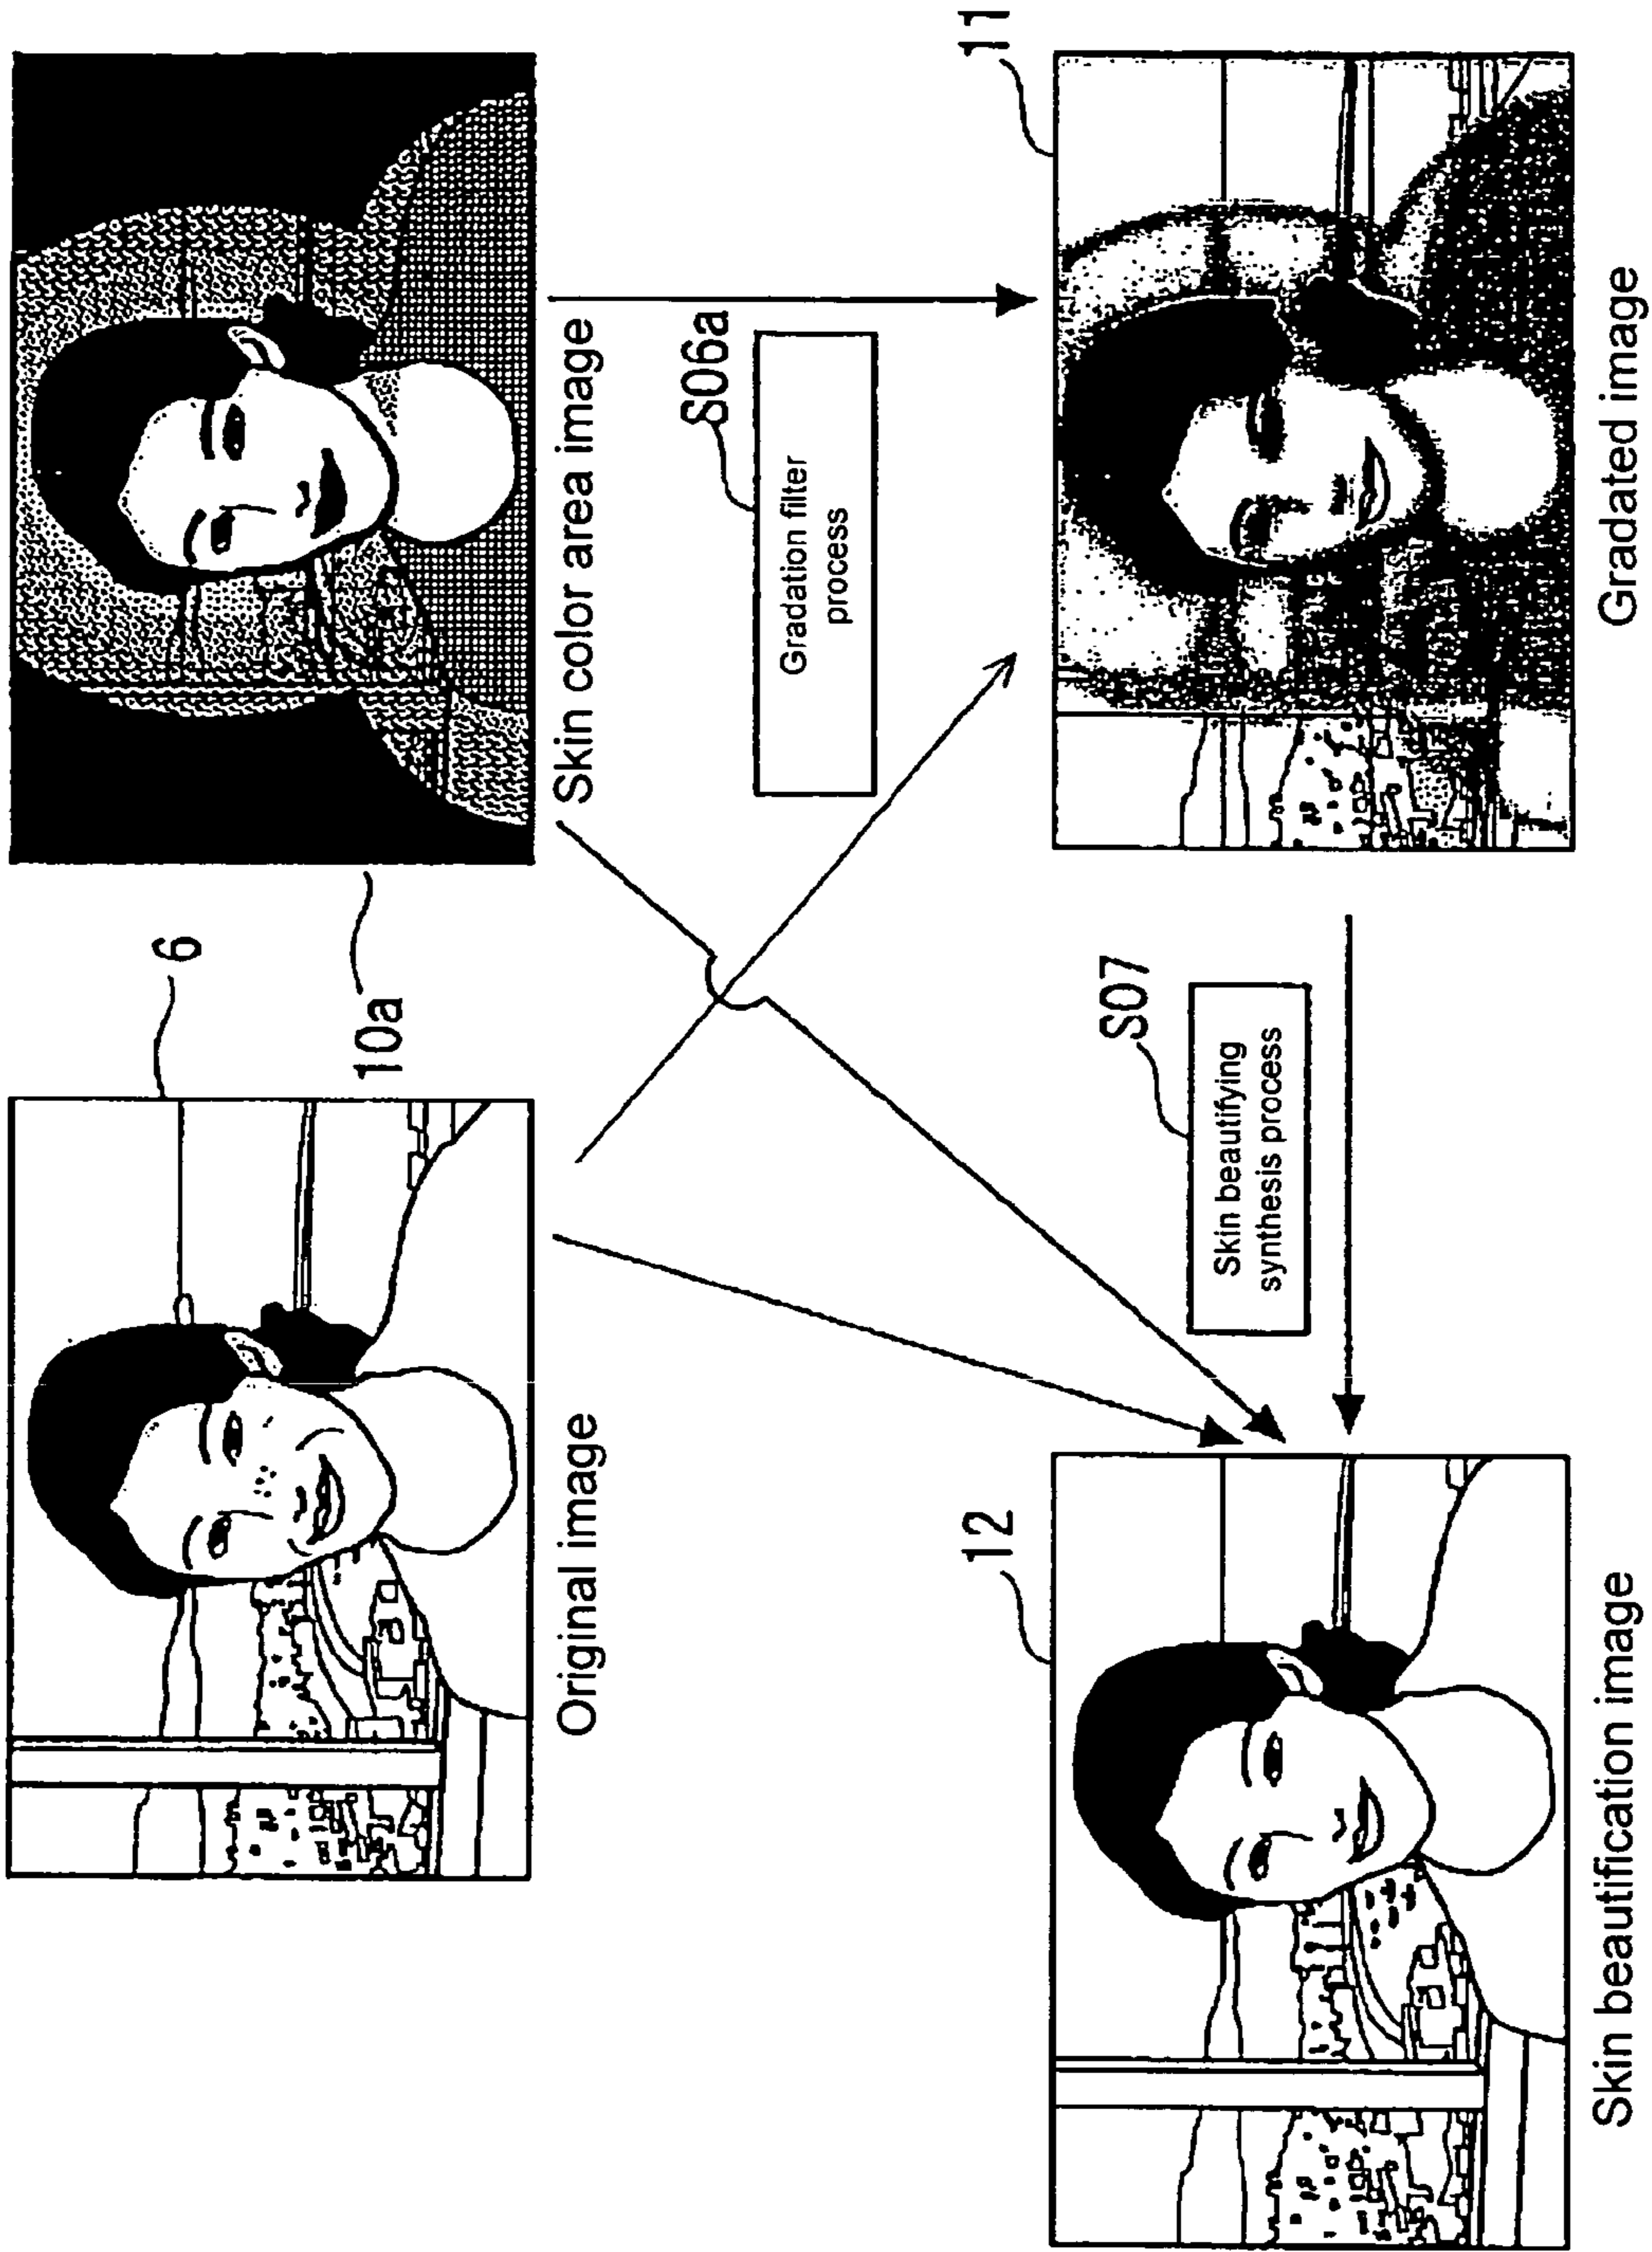 6
Original image
10a
Skin color area image
S06a
Gradation filter
process
11
Gradated image
S07
Skin beautifying
synthesis process
12
Skin beautification image